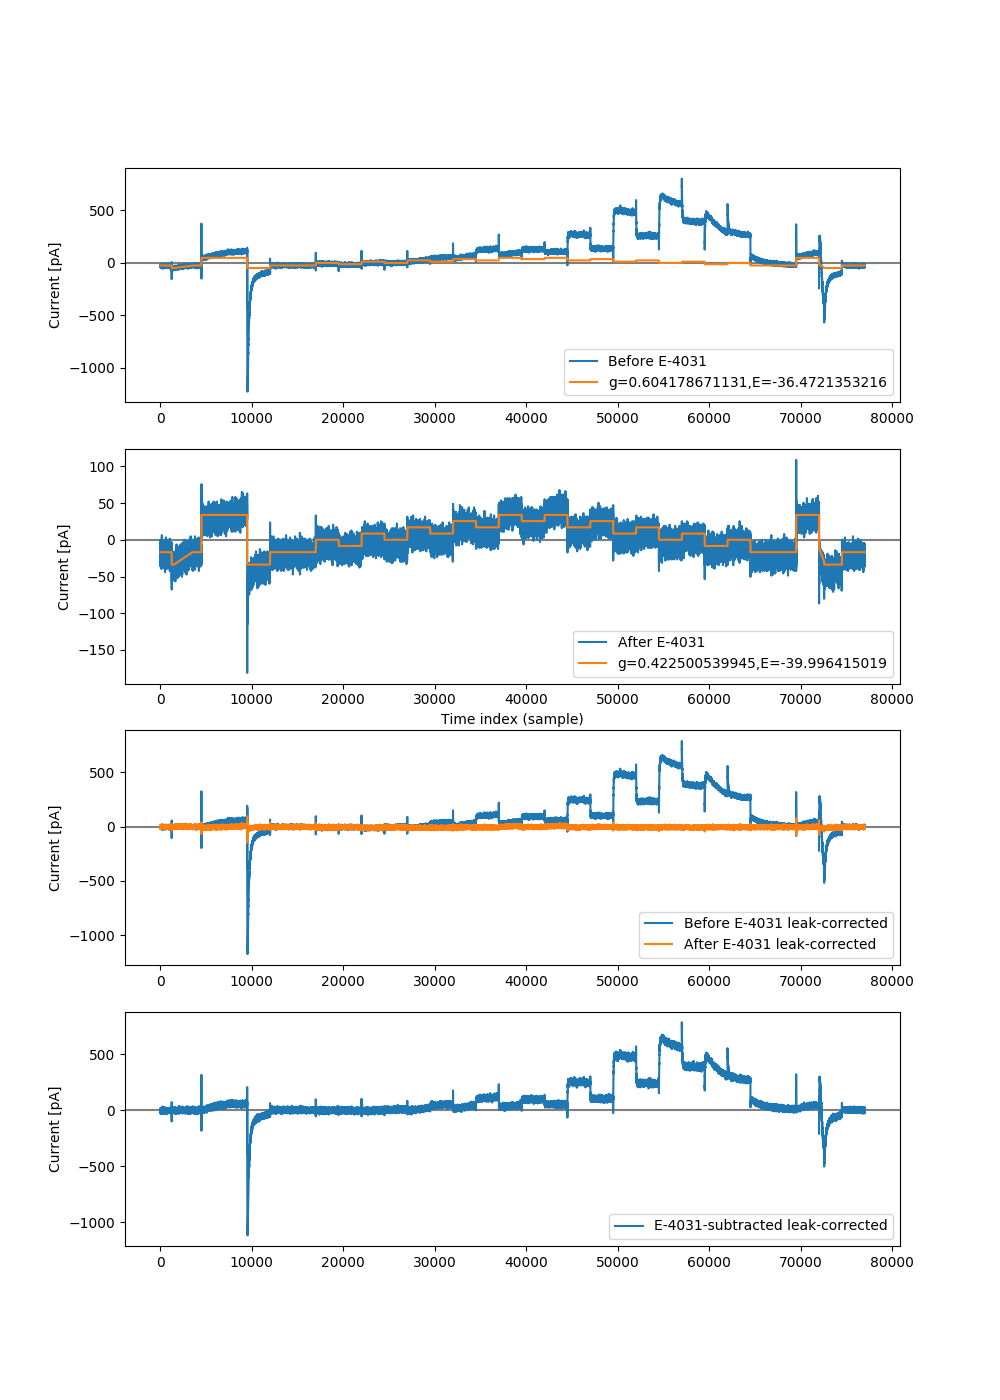 500
0
−500
−1000
Current [pA]
Before E-4031
g=0.604178671131,E=-36.4721353216
0 10000 20000 30000 40000 50000 60000 70000 80000
100
50
0
−50
−100
−150
Current [pA]
After E-4031
g=0.422500539945,E=-39.996415019
0 10000 20000 30000 40000 50000 60000 70000 80000
Time index (sample)
500
0
−500
−1000
Current [pA]
Before E-4031 leak-corrected
After E-4031 leak-corrected
0 10000 20000 30000 40000 50000 60000 70000 80000
500
0
−500
−1000
Current [pA]
E-4031-subtracted leak-corrected
0 10000 20000 30000 40000 50000 60000 70000 80000